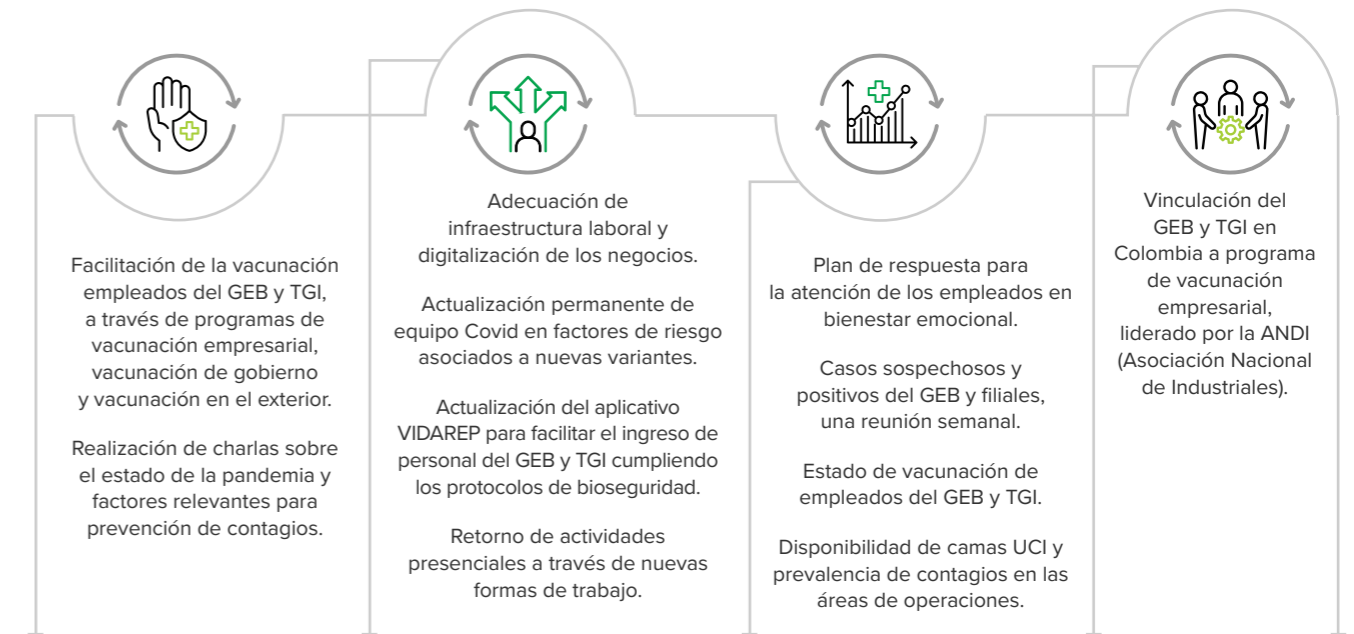 Facilitación de la vacunación
empleados del GEB y TGI,
a través de programas de
vacunación empresarial,
vacunación de gobierno
y vacunación en el exterior.
Realización de charlas sobre
el estado de la pandemia y
factores relevantes para
prevención de contagios.
Adecuación de
infraestructura laboral y
digitalización de los negocios.
Actualización permanente de
equipo Covid en factores de riesgo
asociados a nuevas variantes.
Actualización del aplicativo
VIDAREP para facilitar el ingreso de
personal del GEB y TGI cumpliendo
los protocolos de bioseguridad.
Retorno de actividades
presenciales a través de nuevas
formas de trabajo.
Plan de respuesta para
la atención de los empleados en
bienestar emocional.
Casos sospechosos y
positivos del GEB y filiales,
una reunión semanal.
Estado de vacunación de
empleados del GEB y TGI.
Disponibilidad de camas UCI y
prevalencia de contagios en las
áreas de operaciones.
Vinculación del
GEB y TGI en
Colombia a programa
de vacunación
empresarial,
liderado por la ANDI
(Asociación Nacional
de Industriales).